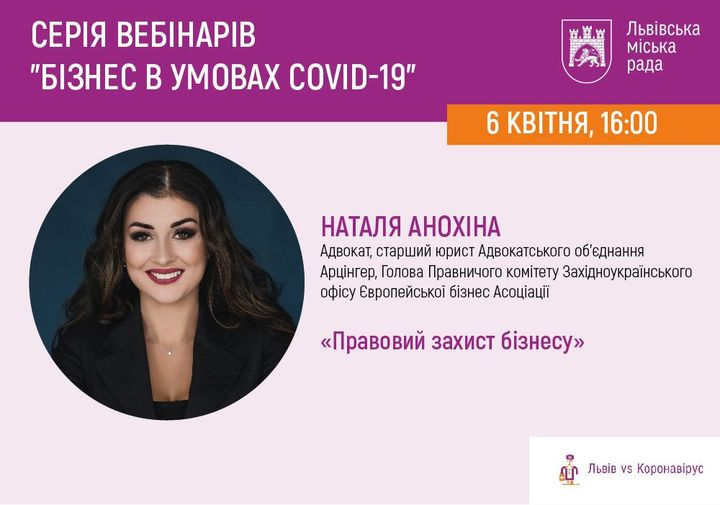 СЕРІЯ ВЕБІНАРІВ
"БІЗНЕС В УМОВАХ COVID-19"
Львівська
міська
рада
6 КВІТНЯ, 16:00
НАТАЛЯ АНОХІНА
Адвокат, старший юрист Адвокатського об'єднання
Арцінгер, Голова Правничого комітету Західноукраїнського
офісу Європейської бізнес Асоціації
«Правовий захист бізнесу»
Львів vs Коронавірус